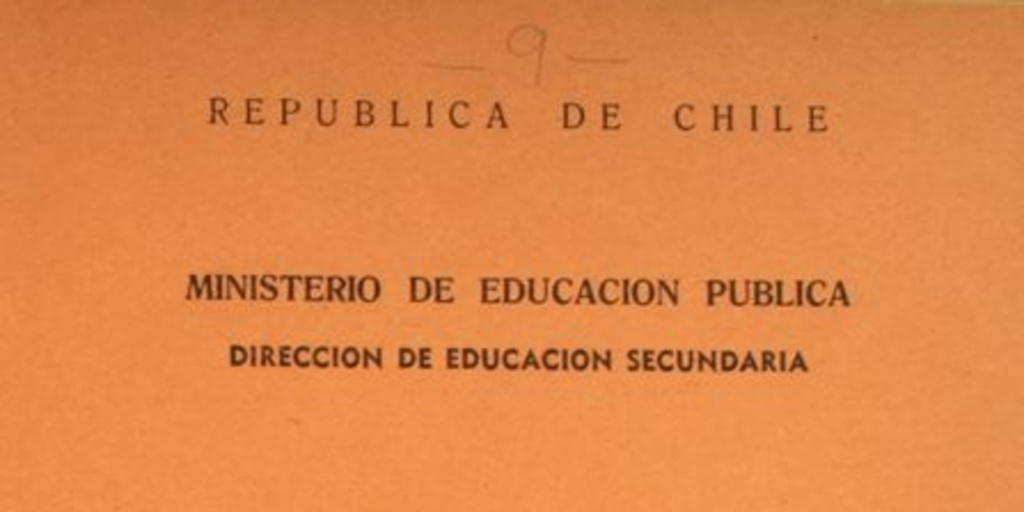 — 9 —
REPUBLICA DE CHILE
MINISTERIO DE EDUCACION PUBLICA
DIRECCION DE EDUCACION SECUNDARIA